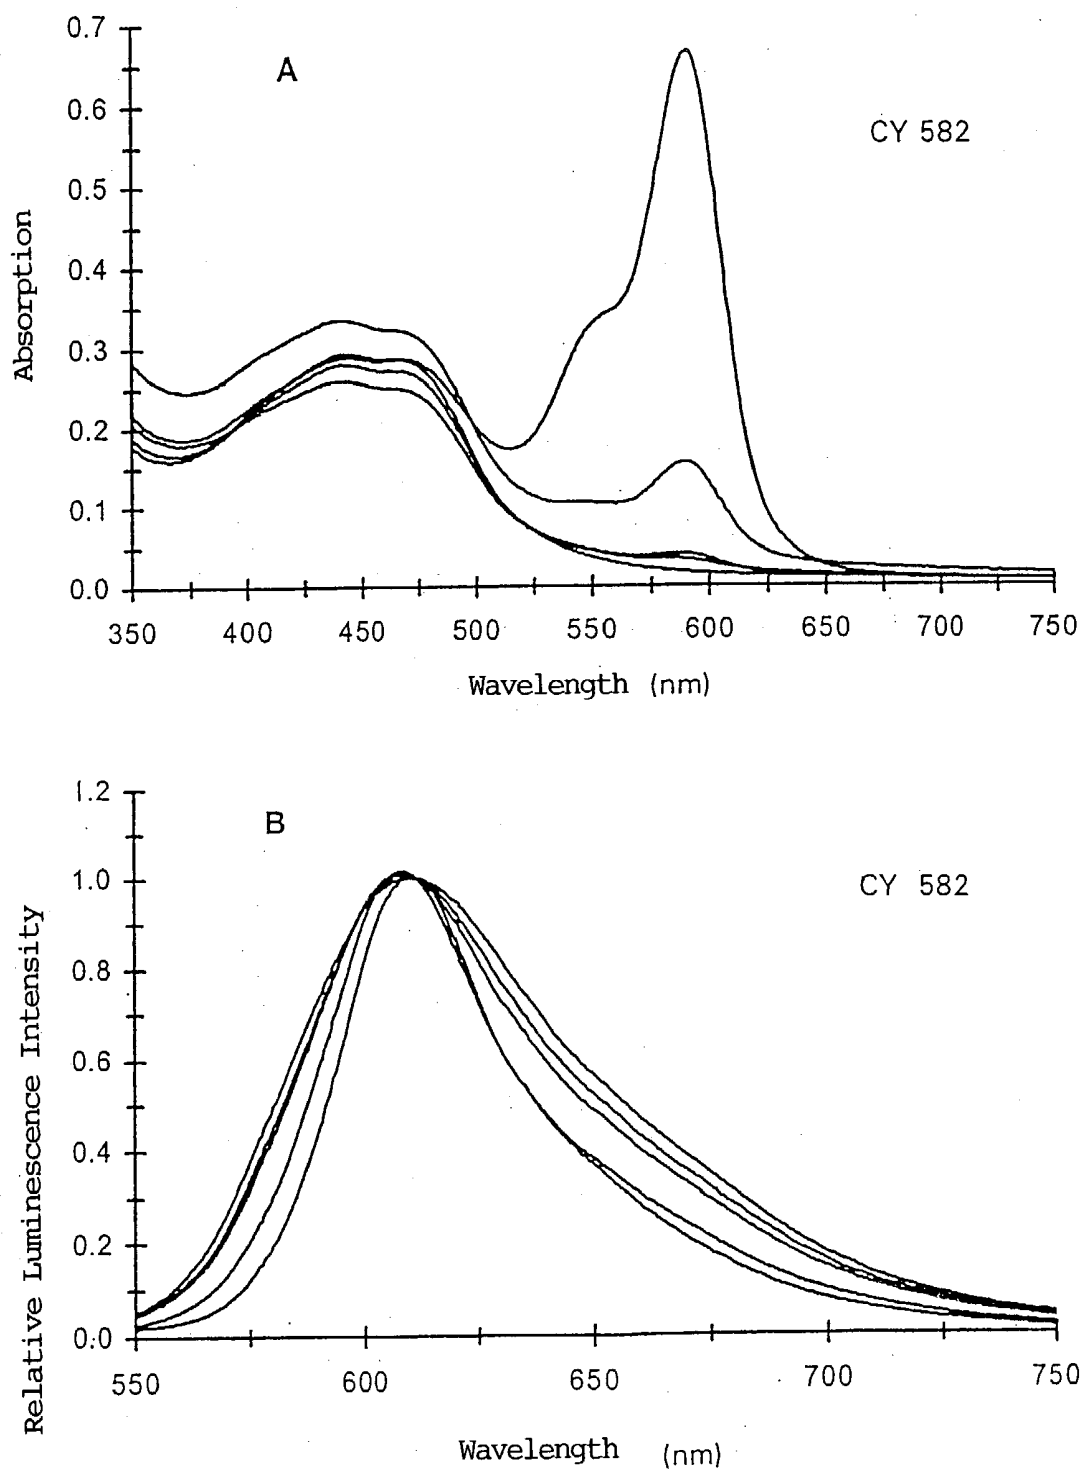 0.7
A
0.6
CY 582
0.5
0.4
0.3
0.2
0.1
0.0
Absorption
350 400 450 500 550 600 650 700 750
Wavelength (nm)
1.2
B
1.0
CY 582
0.8
0.6
0.4
0.2
0.0
Relative Luminescence Intensity
550 600 650 700 750
Wavelength (nm)